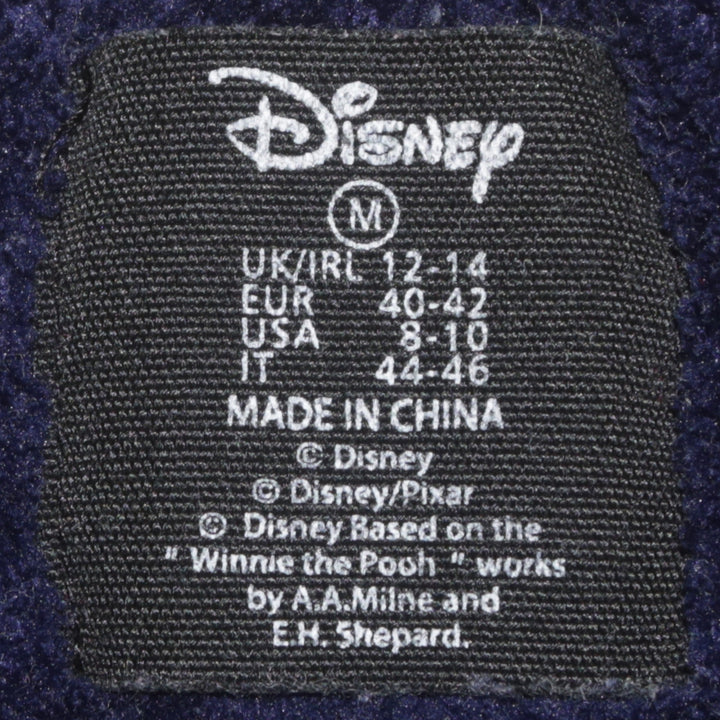 Disney
M
UK/IRL 12-14
EUR 40-42
USA 8-10
IT 44-46
MADE IN CHINA
© Disney
© Disney/Pixar
© Disney Based on the
" Winnie the Pooh " works
by A.A.Milne and
E.H. Shepard.